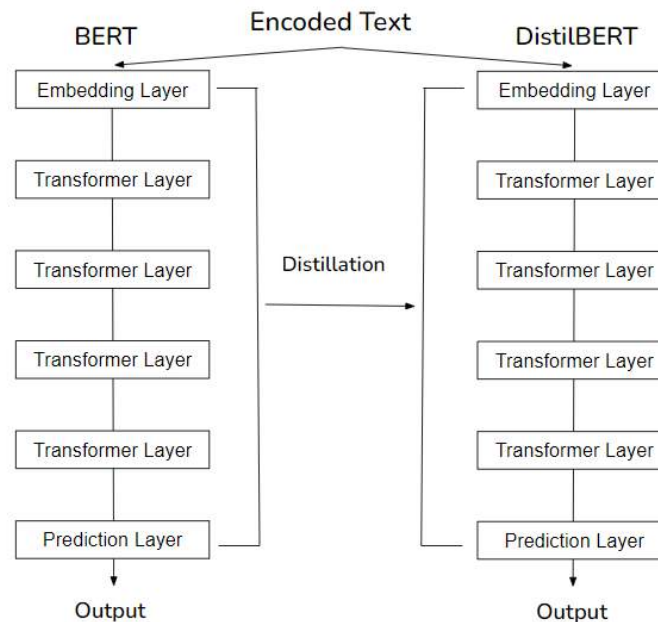 BERT
Encoded Text
DistilBERT
Embedding Layer
Embedding Layer
Transformer Layer
Transformer Layer
Transformer Layer
Transformer Layer
Distillation
Transformer Layer
Transformer Layer
Transformer Layer
Transformer Layer
Prediction Layer
Prediction Layer
Output
Output